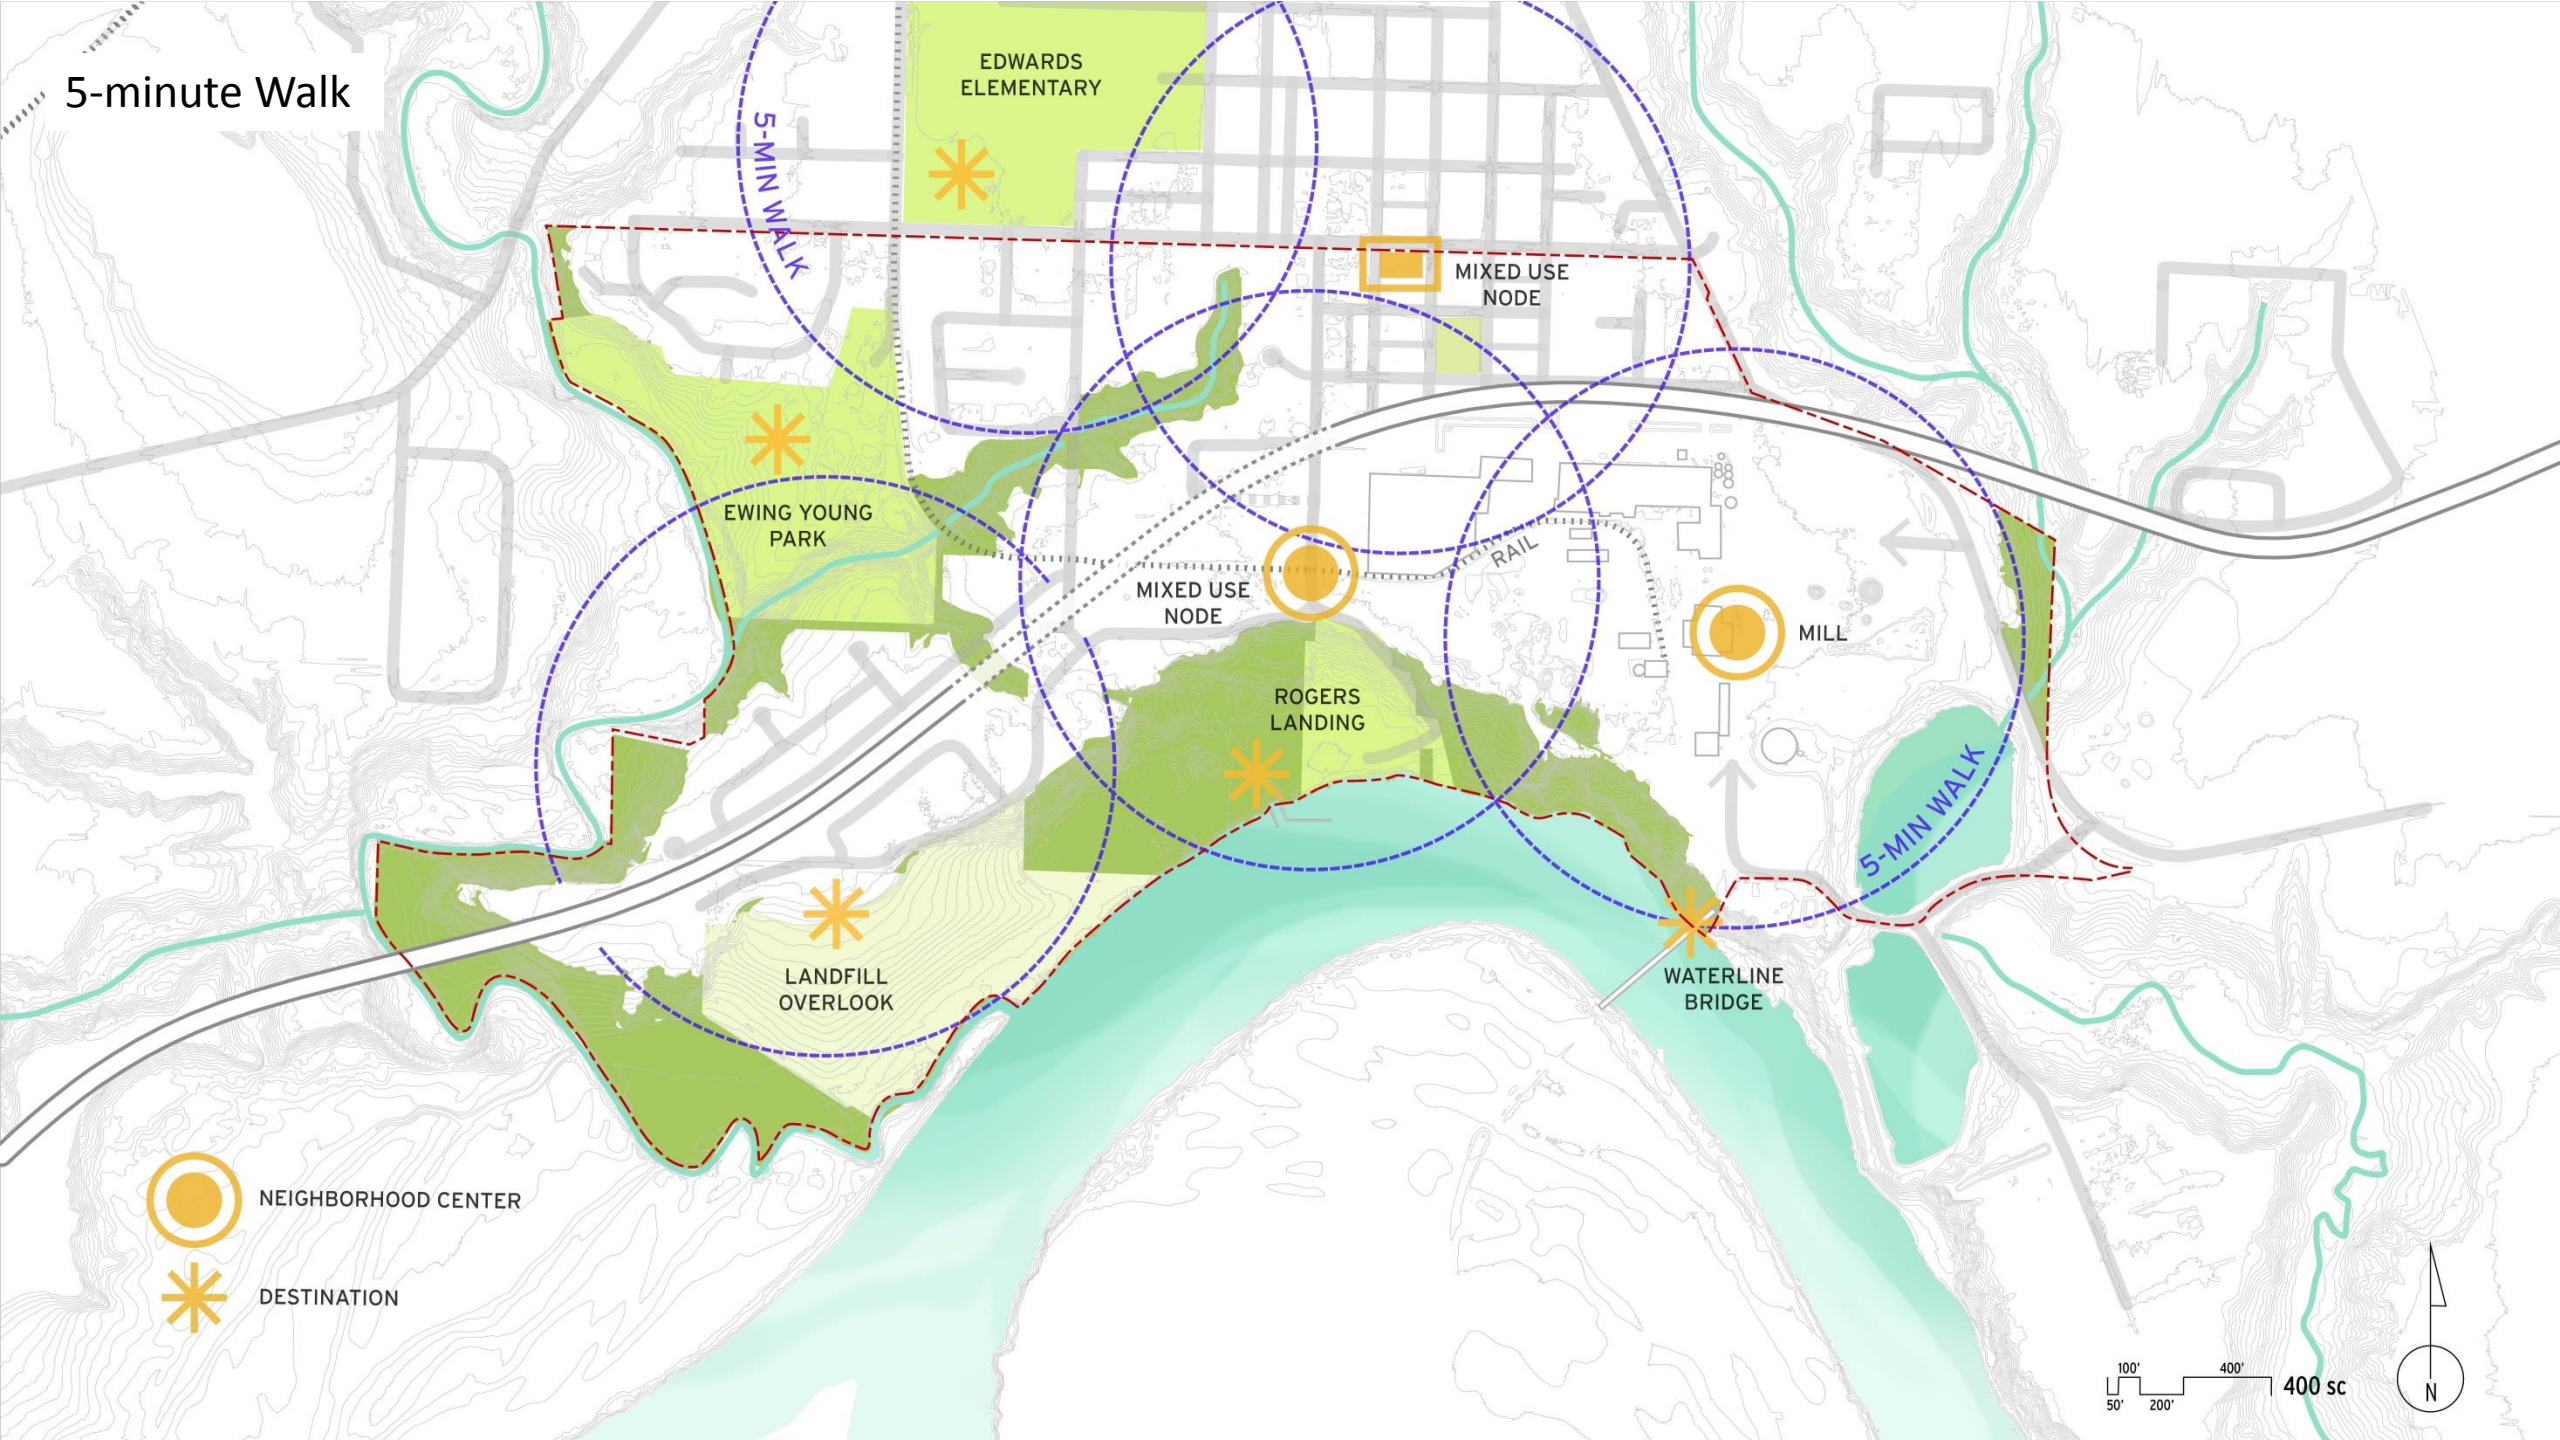 5-minute Walk
EDWARDS
ELEMENTARY
5-MIN WALK
MIXED USE
NODE
EWING YOUNG
PARK
RAIL
MIXED USE
NODE
MILL
ROGERS
LANDING
5-MIN WALK
LANDFILL
OVERLOOK
WATERLINE
BRIDGE
NEIGHBORHOOD CENTER
DESTINATION
100' 400'
400 SC
50' 200'
N